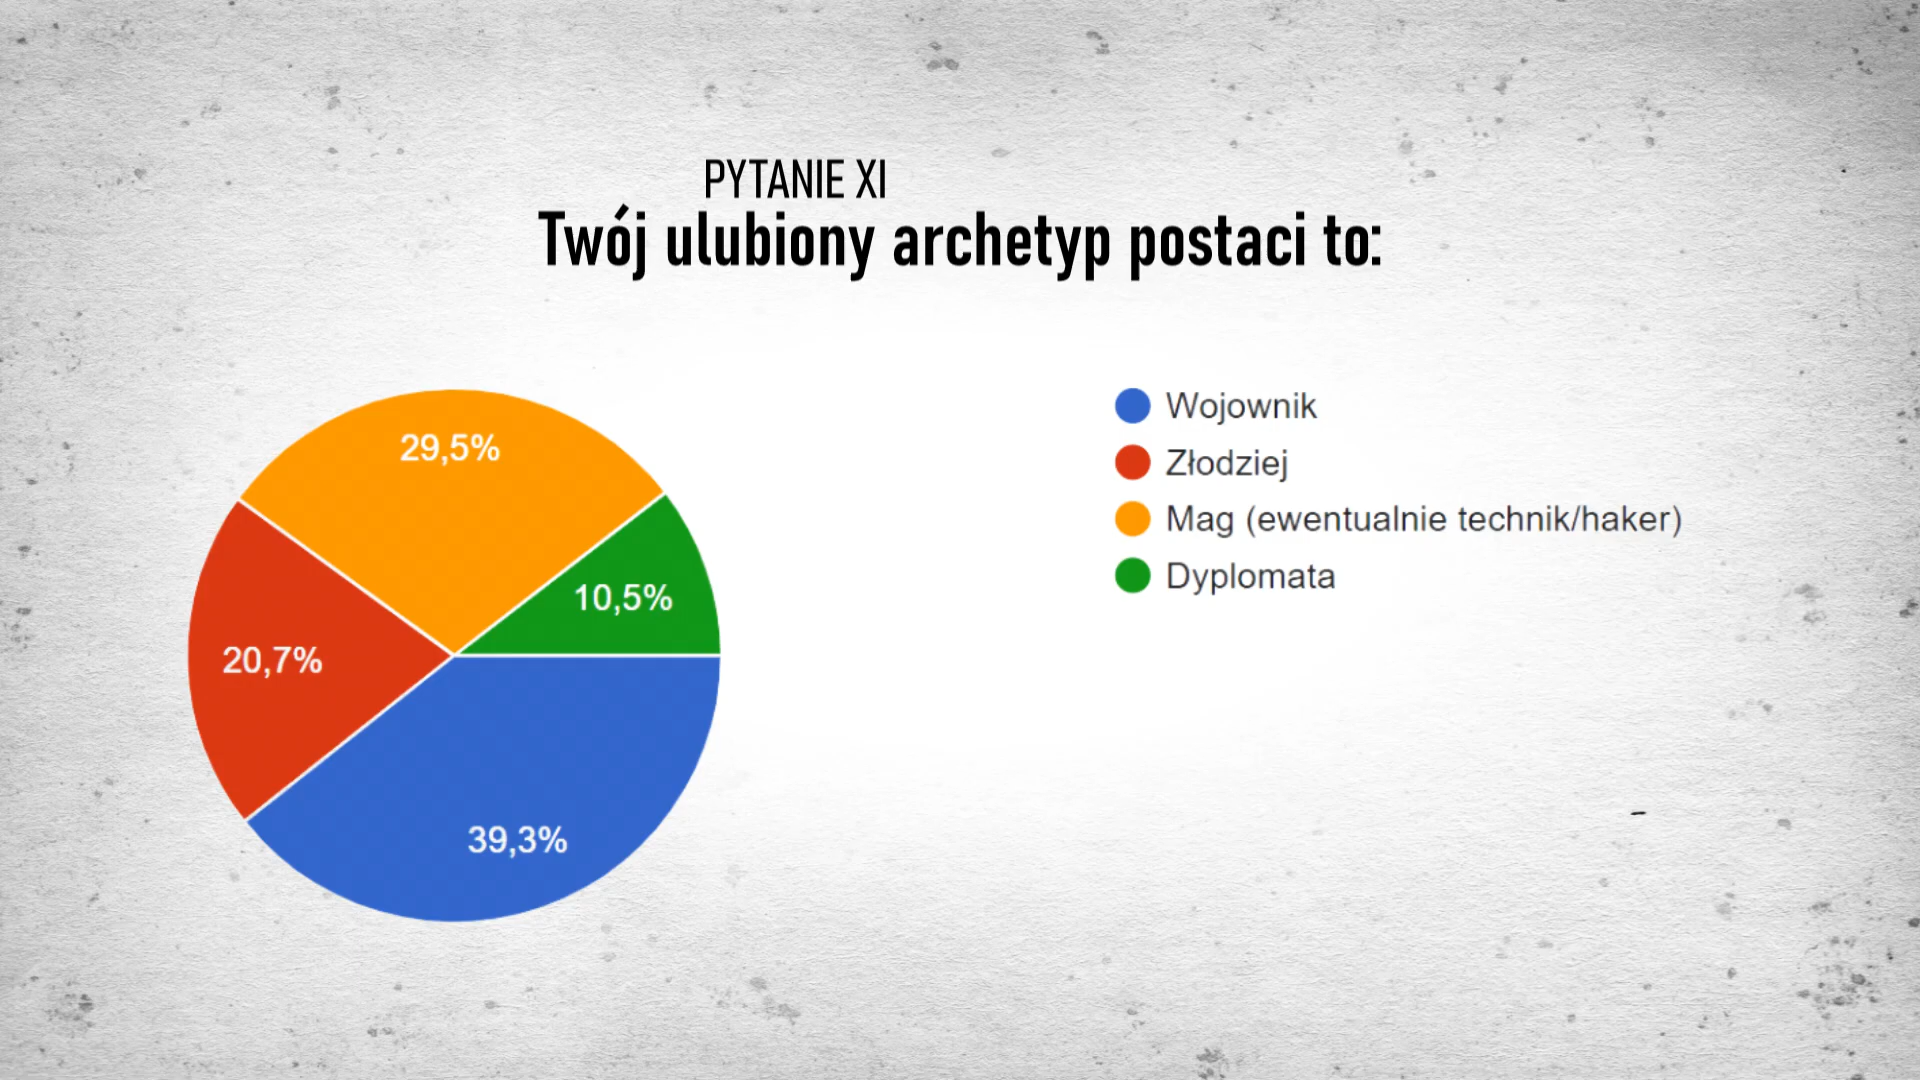 PYTANIE XI
Twój ulubiony archetyp postaci to:
29,5%
10,5%
20,7%
39,3%
Wojownik
Złodziej
Mag (ewentualnie technik/haker)
Dyplomata